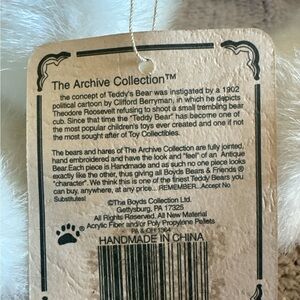 The Archive Collection™
the concept of Teddy's Bear was instigated by a 1902
political cartoon by Clifford Berryman, in which he depicts
Theodore Roosevelt refusing to shoot a small trembling bear
cub. Since that time the "Teddy Bear" has become one of
the most popular children's toys ever created and one if not
the most sought after of Toy Collectibles.
The bears and hares of The Archive Collection are fully jointed,
hand embroidered and have the look and "feel" of an Antique
Bear.Each piece is Handmade and as such no one piece looks
exactly like the other, thus giving all Boyds Bears & Friends ®
"character". We think this is one of the finest Teddy Bears you
can buy, anywhere, at any price...REMEMBER..Accept No
Substitutes!
©The Boyds Collection Ltd.
Gettysburg, PA 17325
All Rights Reserved, All New Material
Acrylic Fiber and/or Poly Propylene Pellets
PA & OH 1364
HANDMADE IN CHINA